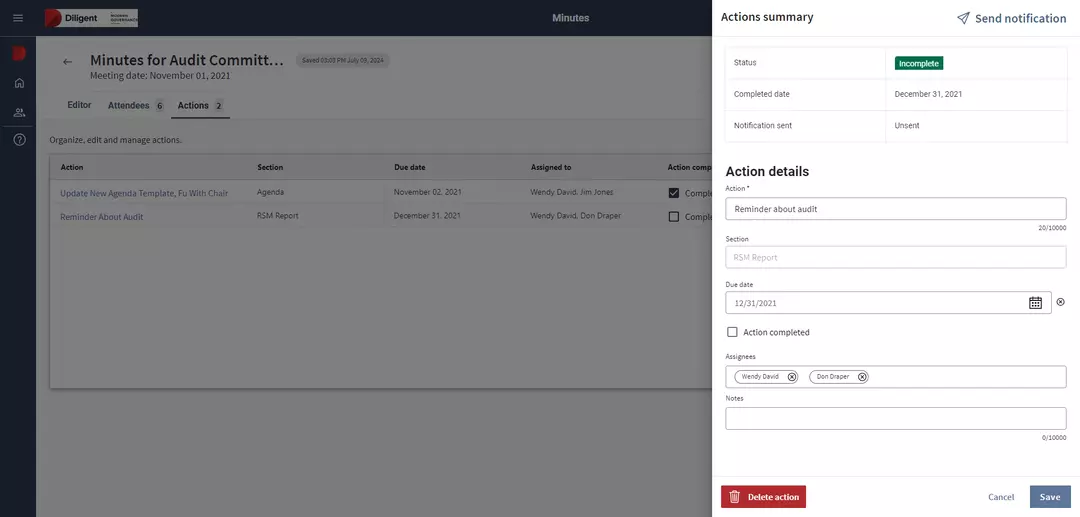 Diligent
MODERN
GOVERNANCE
Minutes
Minutes for Audit Committ...
Saved 03:03 PM July 09, 2024
Meeting date: November 01, 2021
Editor
Attendees 6
Actions 2
Organize, edit and manage actions.
Action Section Due date Assigned to Action comp
Update New Agenda Template, Fu With Chair Agenda November 02, 2021 Wendy David, Jim Jones Comple
Reminder About Audit RSM Report December 31, 2021 Wendy David, Don Draper Comple
Actions summary
Send notification
Status Incomplete
Completed date December 31, 2021
Notification sent Unsent
Action details
Action *
Reminder about audit
20/10000
Section
RSM Report
Due date
12/31/2021
Action completed
Assignees
Wendy David Don Draper
Notes
0/10000
Delete action
Cancel
Save